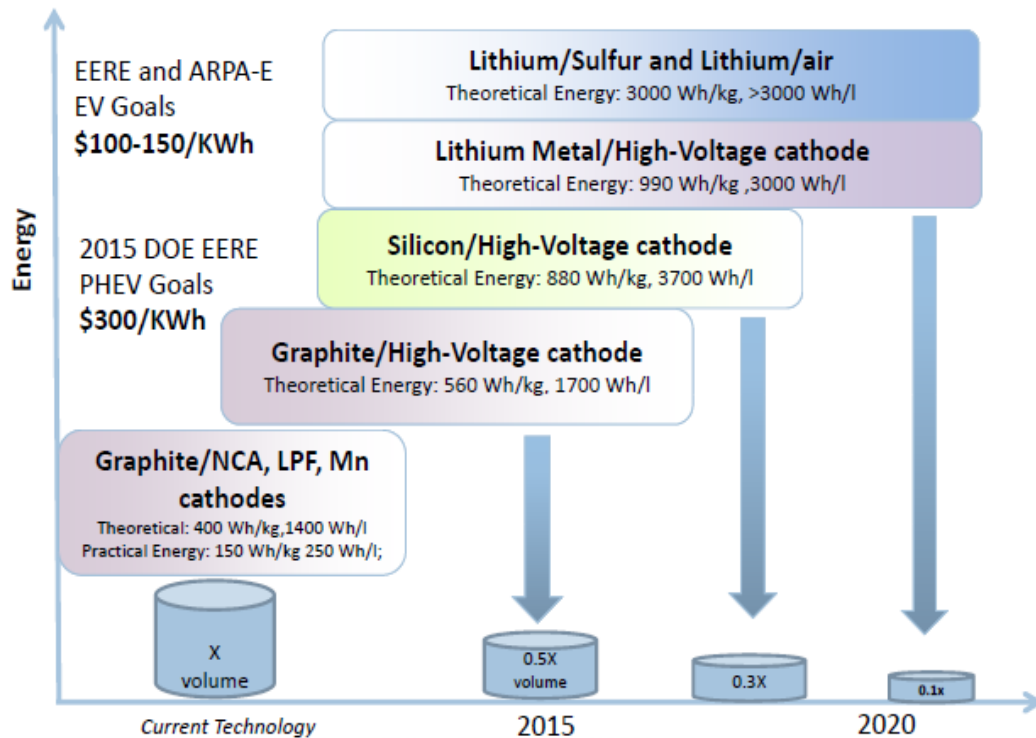 Energy
EERE and ARPA-E
EV Goals
$100-150/KWh
Lithium/Sulfur and Lithium/air
Theoretical Energy: 3000 Wh/kg, >3000 Wh/l
Lithium Metal/High-Voltage cathode
Theoretical Energy: 990 Wh/kg ,3000 Wh/l
2015 DOE EERE
PHEV Goals
$300/KWh
Silicon/High-Voltage cathode
Theoretical Energy: 880 Wh/kg, 3700 Wh/l
Graphite/High-Voltage cathode
Theoretical Energy: 560 Wh/kg, 1700 Wh/l
Graphite/NCA, LPF, Mn
cathodes
Theoretical: 400 Wh/kg,1400 Wh/l
Practical Energy: 150 Wh/kg 250 Wh/l;
X
volume
0.5X
volume
0.3X
0.1x
Current Technology
2015
2020